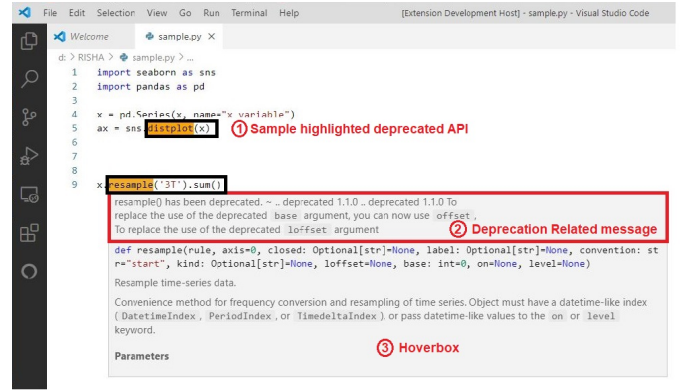 File Edit Selection View Go Run Terminal Help [Extension Development Host] - sample.py - Visual Studio Code
Welcome sample.py ×
d: > RISHA > sample.py > ...
1 import seaborn as sns
2 import pandas as pd
3
4 x = pd.Series(x, name="x variable")
5 ax = sns.distplot(x) 1 Sample highlighted deprecated API
6
7
8
9 x.resample('3T').sum()
resample() has been deprecated. ~ .. deprecated 1.1.0 .. deprecated 1.1.0 To
replace the use of the deprecated base argument, you can now use offset,
To replace the use of the deprecated loffset argument 2 Deprecation Related message
def resample(rule, axis=0, closed: Optional[str]=None, label: Optional[str]=None, convention: st
r="start", kind: Optional[str]=None, loffset=None, base: int=0, on=None, level=None)
Resample time-series data.
Convenience method for frequency conversion and resampling of time series. Object must have a datetime-like index
( DatetimeIndex , PeriodIndex , or TimedeltaIndex ). or pass datetime-like values to the on or level
keyword.
3 Hoverbox
Parameters